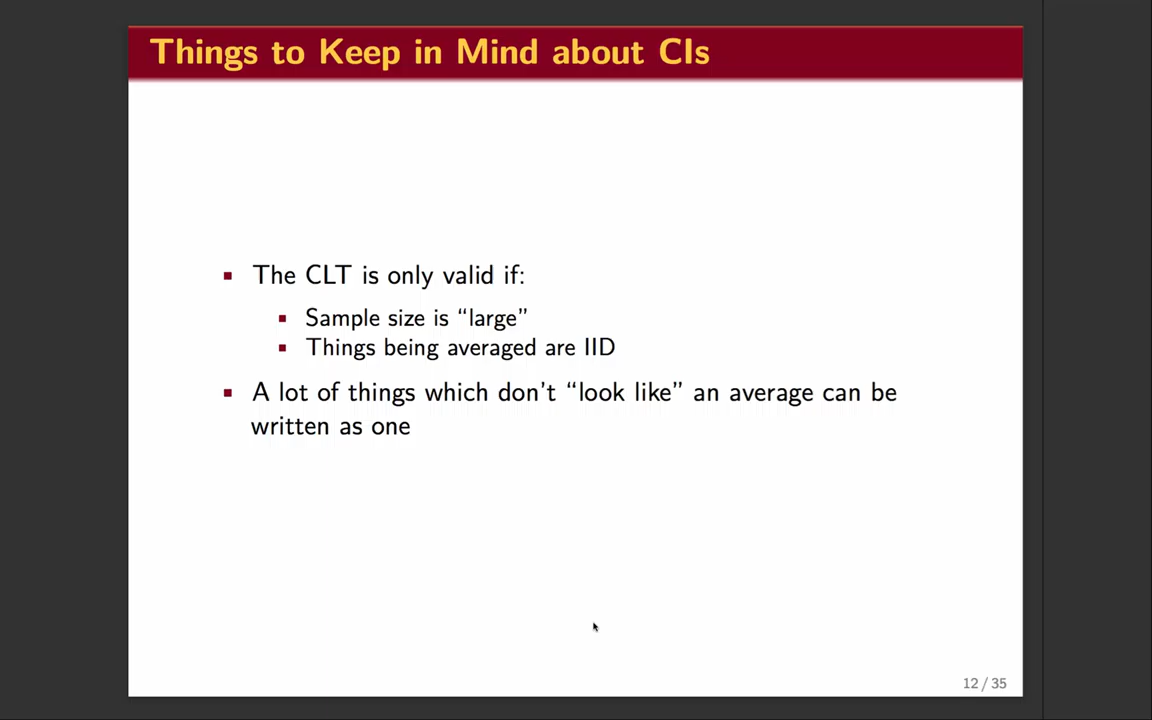 Things to Keep in Mind about CIs
The CLT is only valid if:
Sample size is “large”
Things being averaged are IID
A lot of things which don’t “look like” an average can be
written as one
12 / 35